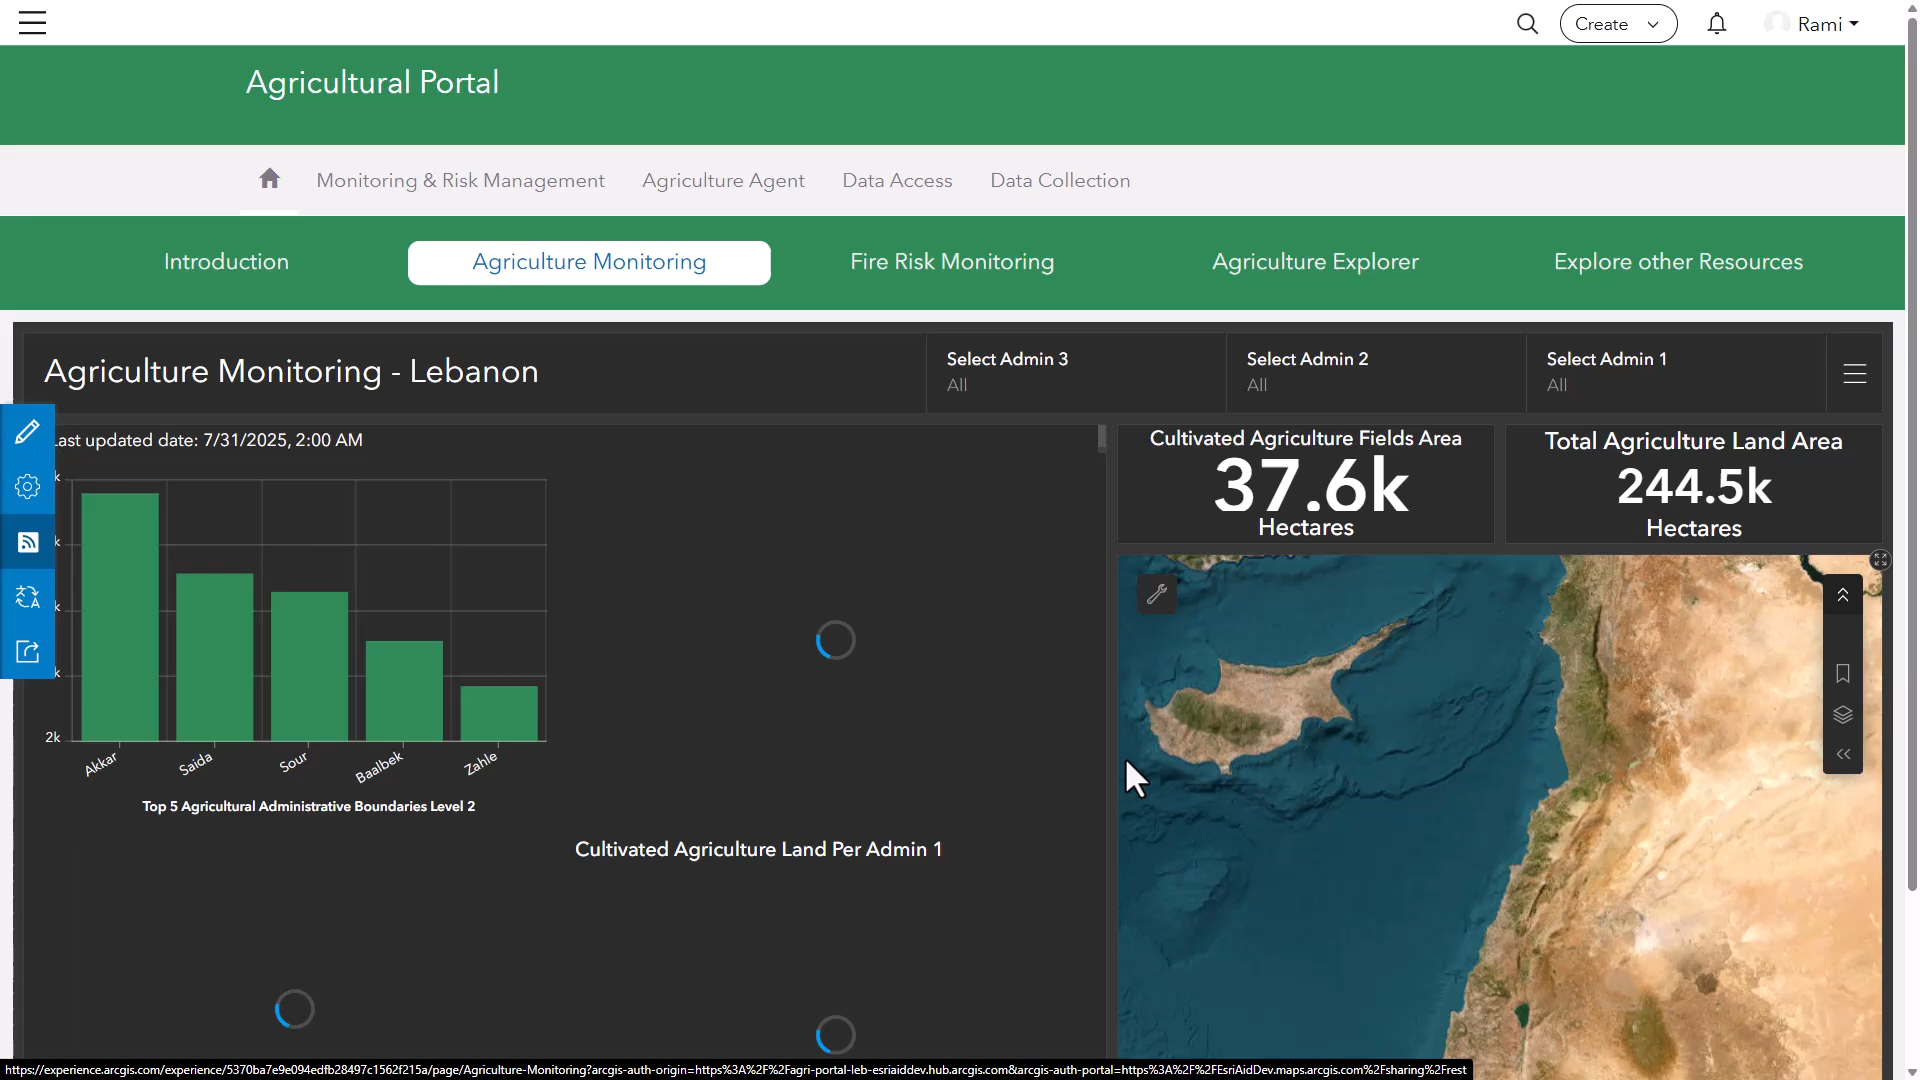 Create
Rami
Agricultural Portal
Monitoring & Risk Management
Agriculture Agent
Data Access
Data Collection
Introduction
Agriculture Monitoring
Fire Risk Monitoring
Agriculture Explorer
Explore other Resources
Agriculture Monitoring - Lebanon
Select Admin 3
All
Select Admin 2
All
Select Admin 1
All
ast updated date: 7/31/2025, 2:00 AM
k
k
k
k
2k
Akkar
Saida
Sour
Baalbek
Zahle
Top 5 Agricultural Administrative Boundaries Level 2
Cultivated Agriculture Land Per Admin 1
Cultivated Agriculture Fields Area
37.6k
Hectares
Total Agriculture Land Area
244.5k
Hectares
https://experience.arcgis.com/experience/5370ba7e9e094edfb28497c1562f215a/page/Agriculture-Monitoring?arcgis-auth-origin=https%3A%2F%2Fagri-portal-leb-esriaiddev.hub.arcgis.com&arcgis-auth-portal=https%3A%2F%2FEsriAidDev.maps.arcgis.com%2Fsharing%2Frest